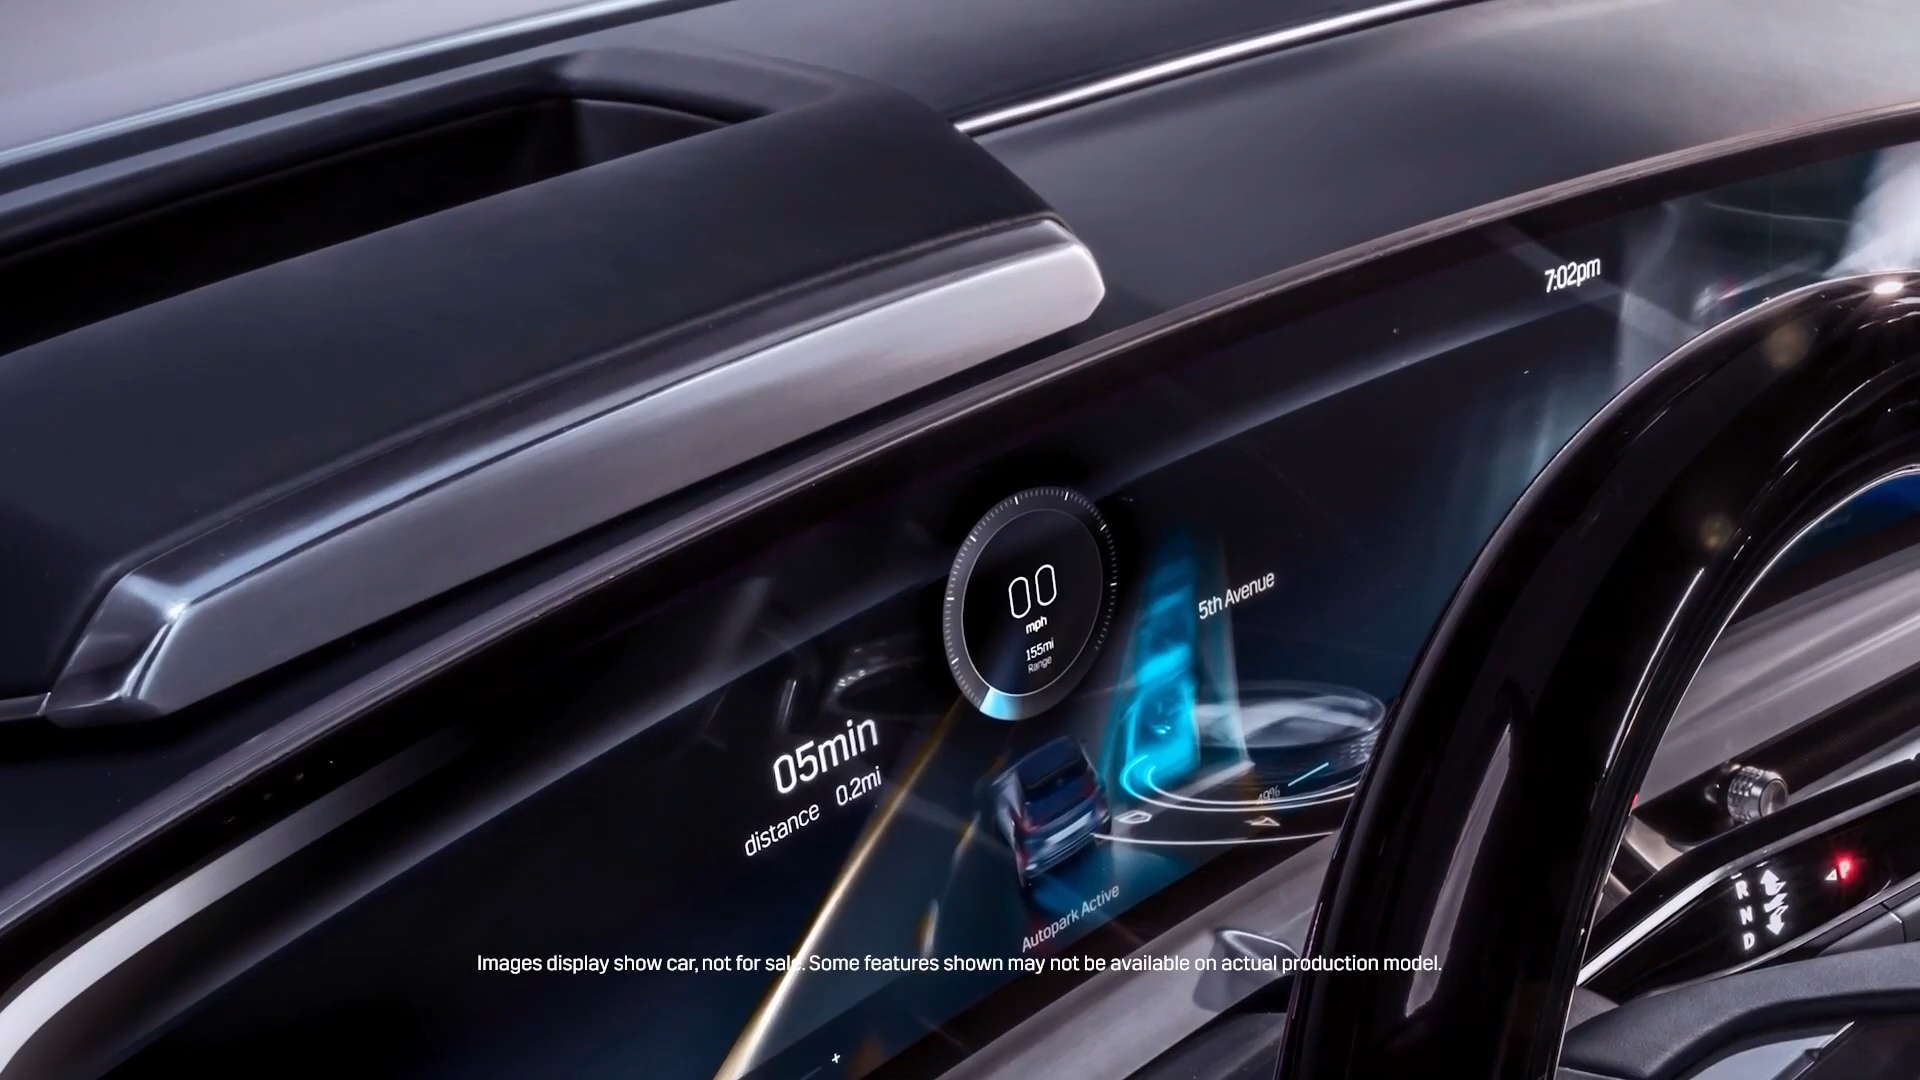 7:02pm
00
mph
155mi
Range
5th Avenue
05min
distance 0.2mi
49%
Autopark Active
P
R
N
D
Images display show car, not for sale. Some features shown may not be available on actual production model.